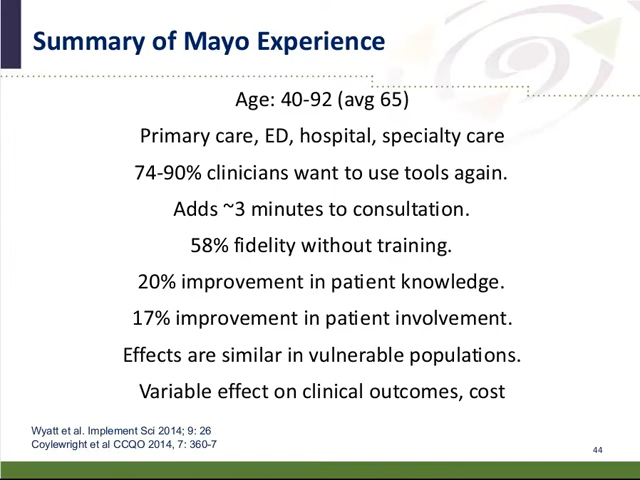 Summary of Mayo Experience
Age: 40-92 (avg 65)
Primary care, ED, hospital, specialty care
74-90% clinicians want to use tools again.
Adds ~3 minutes to consultation.
58% fidelity without training.
20% improvement in patient knowledge.
17% improvement in patient involvement.
Effects are similar in vulnerable populations.
Variable effect on clinical outcomes, cost
Wyatt et al. Implement Sci 2014; 9: 26
Coylewright et al CCQO 2014, 7: 360-7
44